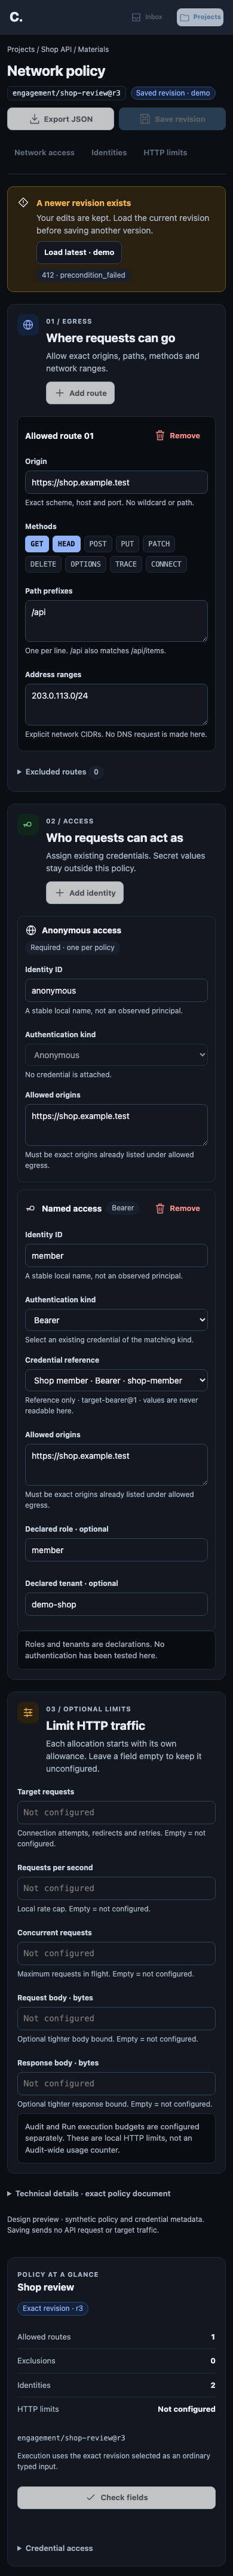 C.
Inbox
Projects
Projects / Shop API / Materials
Network policy
engagement/shop-review@r3
Saved revision · demo
Export JSON
Save revision
Network access
Identities
HTTP limits
A newer revision exists
Your edits are kept. Load the current revision
before saving another version.
Load latest · demo
412 · precondition_failed
01 / EGRESS
Where requests can go
Allow exact origins, paths, methods and
network ranges.
Add route
Allowed route 01
Remove
Origin
https://shop.example.test
Exact scheme, host and port. No wildcard or path.
Methods
GET
HEAD
POST
PUT
PATCH
DELETE
OPTIONS
TRACE
CONNECT
Path prefixes
/api
One per line. /api also matches /api/items.
Address ranges
203.0.113.0/24
Explicit network CIDRs. No DNS request is made here.
Excluded routes 0
02 / ACCESS
Who requests can act as
Assign existing credentials. Secret values
stay outside this policy.
Add identity
Anonymous access
Required · one per policy
Identity ID
anonymous
A stable local name, not an observed principal.
Authentication kind
Anonymous
No credential is attached.
Allowed origins
https://shop.example.test
Must be exact origins already listed under allowed
egress.
Named access
Bearer
Remove
Identity ID
member
A stable local name, not an observed principal.
Authentication kind
Bearer
Select an existing credential of the matching kind.
Credential reference
Shop member · Bearer · shop-member
Reference only · target-bearer@1 · values are never
readable here.
Allowed origins
https://shop.example.test
Must be exact origins already listed under allowed
egress.
Declared role · optional
member
Declared tenant · optional
demo-shop
Roles and tenants are declarations. No
authentication has been tested here.
03 / OPTIONAL LIMITS
Limit HTTP traffic
Each allocation starts with its own
allowance. Leave a field empty to keep it
unconfigured.
Target requests
Not configured
Connection attempts, redirects and retries. Empty = not
configured.
Requests per second
Not configured
Local rate cap. Empty = not configured.
Concurrent requests
Not configured
Maximum requests in flight. Empty = not configured.
Request body · bytes
Not configured
Optional tighter body bound. Empty = not configured.
Response body · bytes
Not configured
Optional tighter response bound. Empty = not configured.
Audit and Run execution budgets are configured
separately. These are local HTTP limits, not an
Audit-wide usage counter.
Technical details · exact policy document
Design preview · synthetic policy and credential metadata.
Saving sends no API request or target traffic.
POLICY AT A GLANCE
Shop review
Exact revision · r3
Allowed routes 1
Exclusions 0
Identities 2
HTTP limits Not configured
engagement/shop-review@r3
Execution uses the exact revision selected as an ordinary
typed input.
Check fields
Credential access